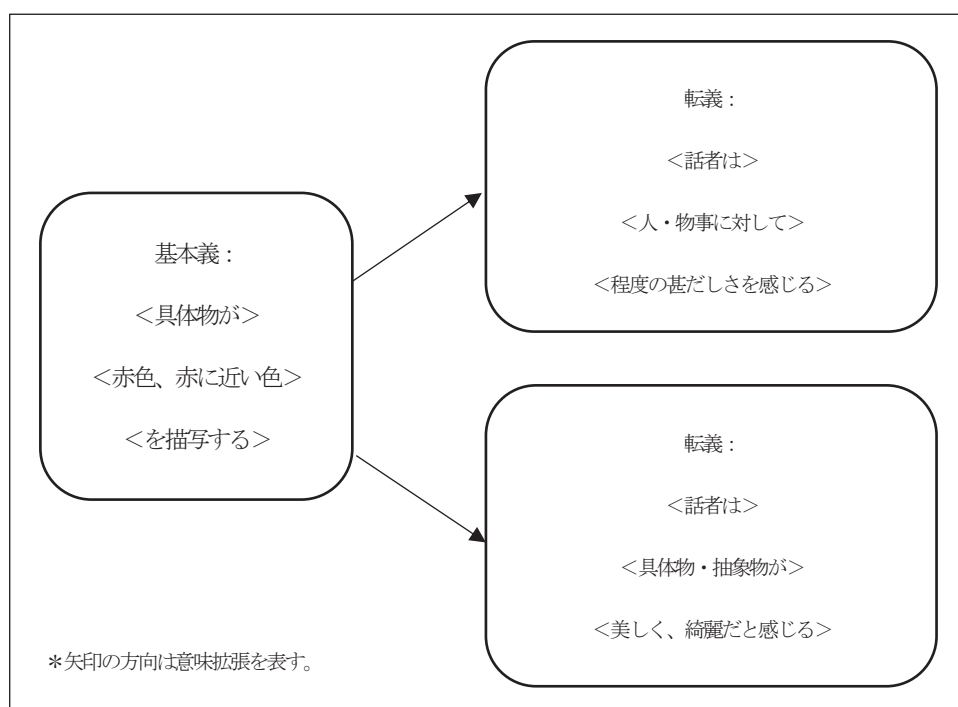 基本義：
＜具体物が＞
＜赤色、赤に近い色＞
＜を描写する＞
転義：
＜話者は＞
＜人・物事に対して＞
＜程度の甚だしさを感じる＞
転義：
＜話者は＞
＜具体物・抽象物が＞
＜美しく、綺麗だと感じる＞
＊矢印の方向は意味拡張を表す。